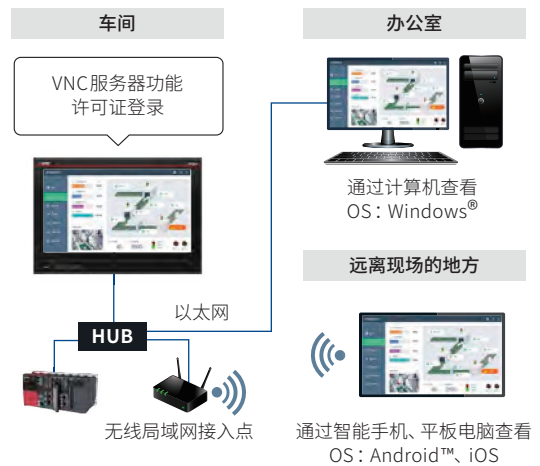 车间
VNC服务器功能
许可证登录
以太网
HUB
无线局域网接入点
办公室
通过计算机查看
OS：Windows®
远离现场的地方
通过智能手机、平板电脑查看
OS：Android™、iOS